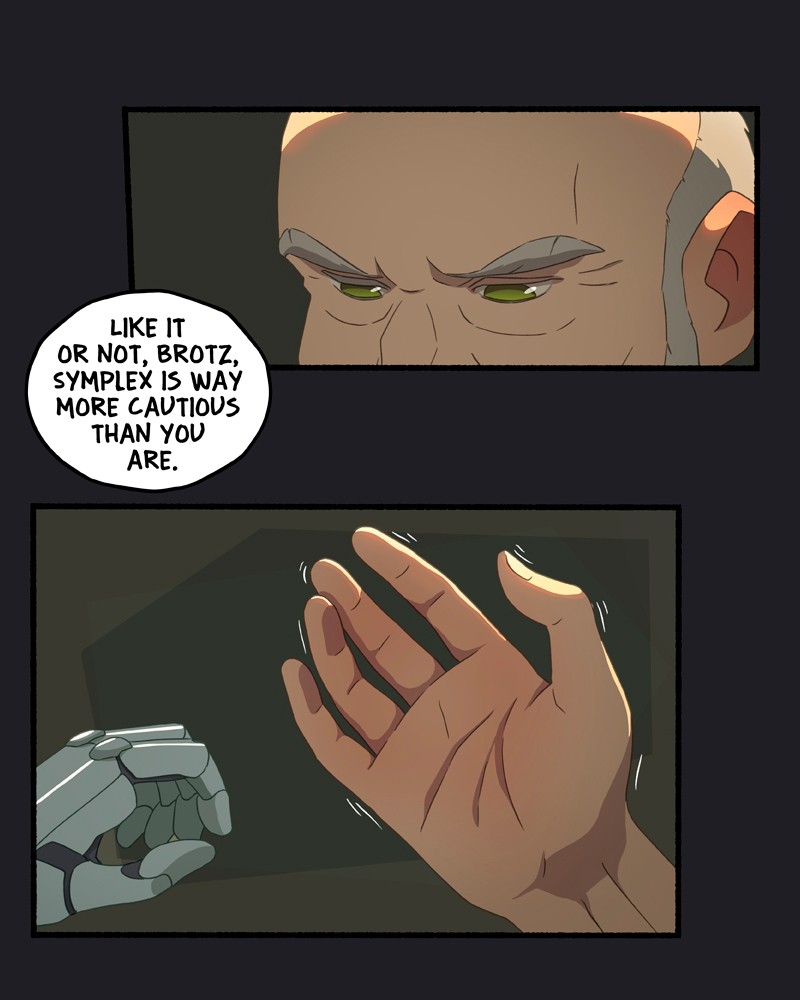 LIKE IT
OR NOT, BROTZ,
SYMPLEX IS WAY
MORE CAUTIOUS
THAN YOU
ARE.